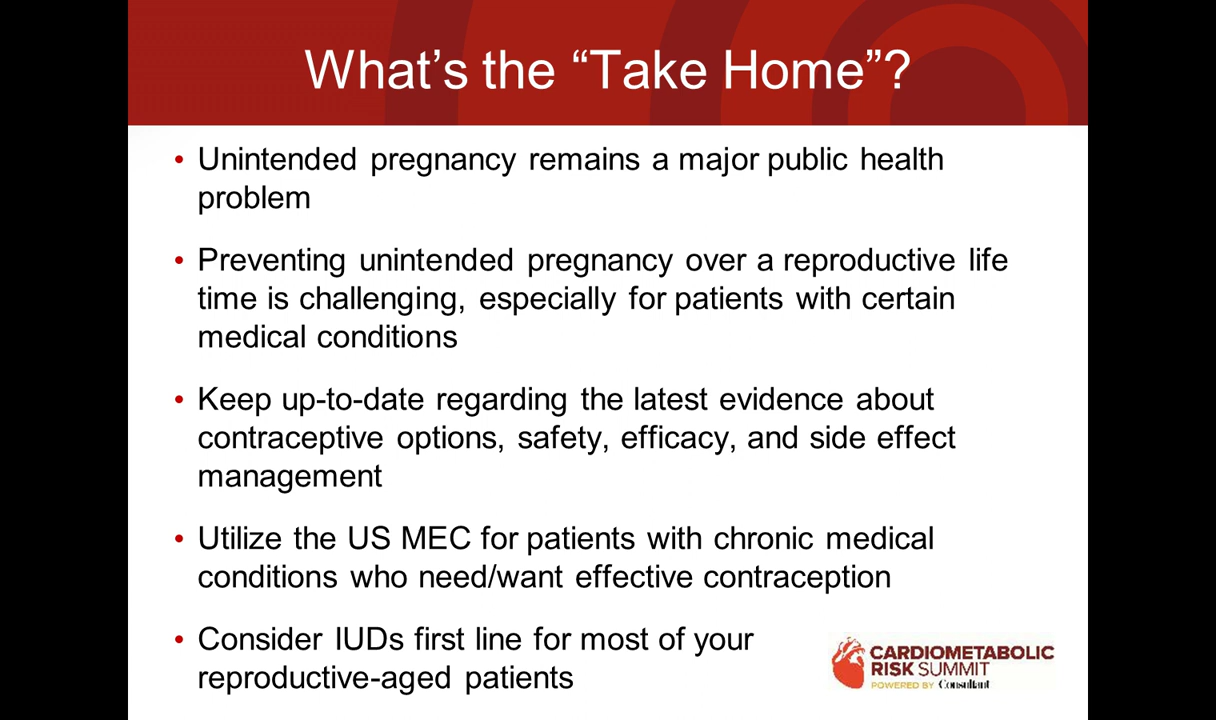 What's the “Take Home”?
• Unintended pregnancy remains a major public health
problem
• Preventing unintended pregnancy over a reproductive life
time is challenging, especially for patients with certain
medical conditions
• Keep up-to-date regarding the latest evidence about
contraceptive options, safety, efficacy, and side effect
management
• Utilize the US MEC for patients with chronic medical
conditions who need/want effective contraception
• Consider IUDs first line for most of your
reproductive-aged patients
CARDIOMETABOLIC
RISK SUMMIT
POWERED BY Consultant